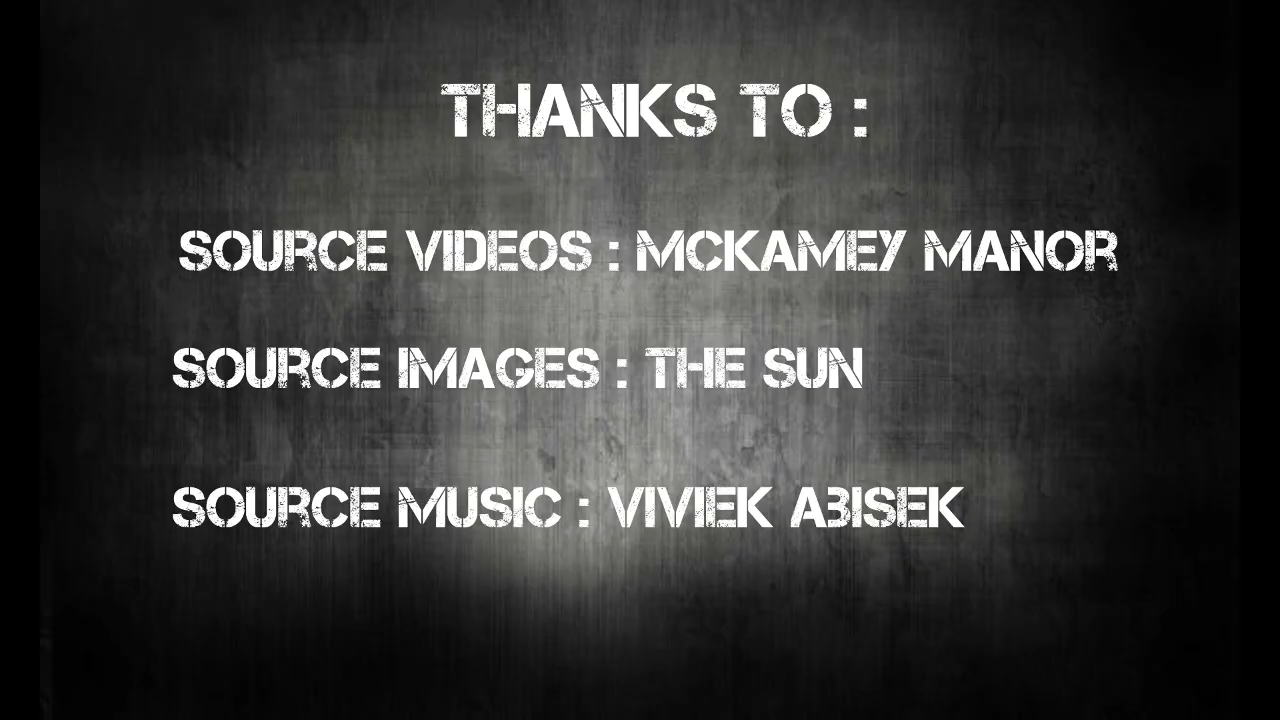 THANKS TO :
SOURCE VIDEOS : MCKAMEY MANOR
SOURCE IMAGES : THE SUN
SOURCE MUSIC : VIVIEK ABISEK